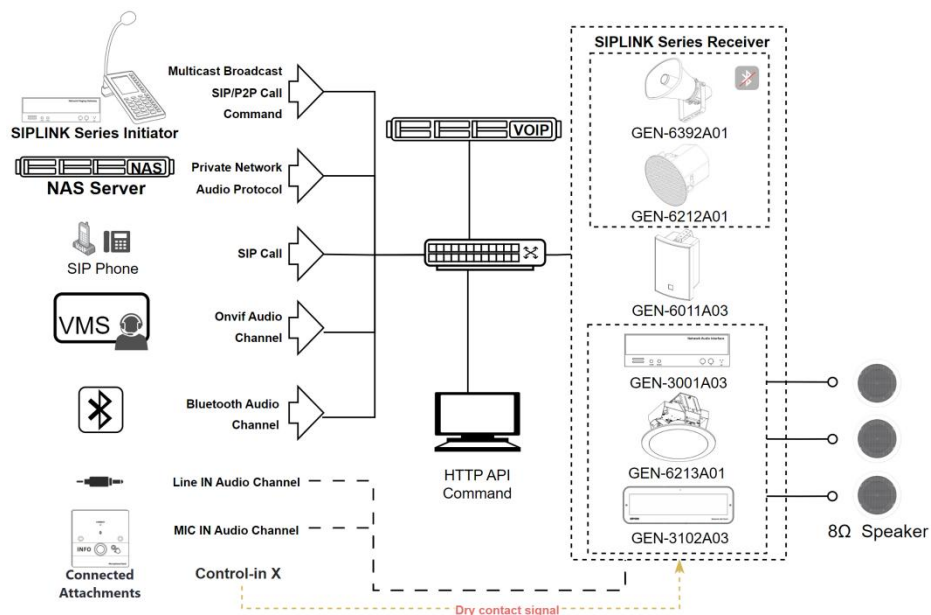 SIPLINK Series Initiator
NAS
NAS Server
SIP Phone
VMS
INFO
Connected
Attachments
Multicast Broadcast
SIP/P2P Call
Command
Private Network
Audio Protocol
SIP Call
Onvif Audio
Channel
Bluetooth Audio
Channel
Line IN Audio Channel
MIC IN Audio Channel
Control-in X
Dry contact signal
VOIP
HTTP API
Command
SIPLINK Series Receiver
GEN-6392A01
GEN-6212A01
GEN-6011A03
Network Audio Interface
GEN-3001A03
GEN-6213A01
GEN-3102A03
8Ω Speaker